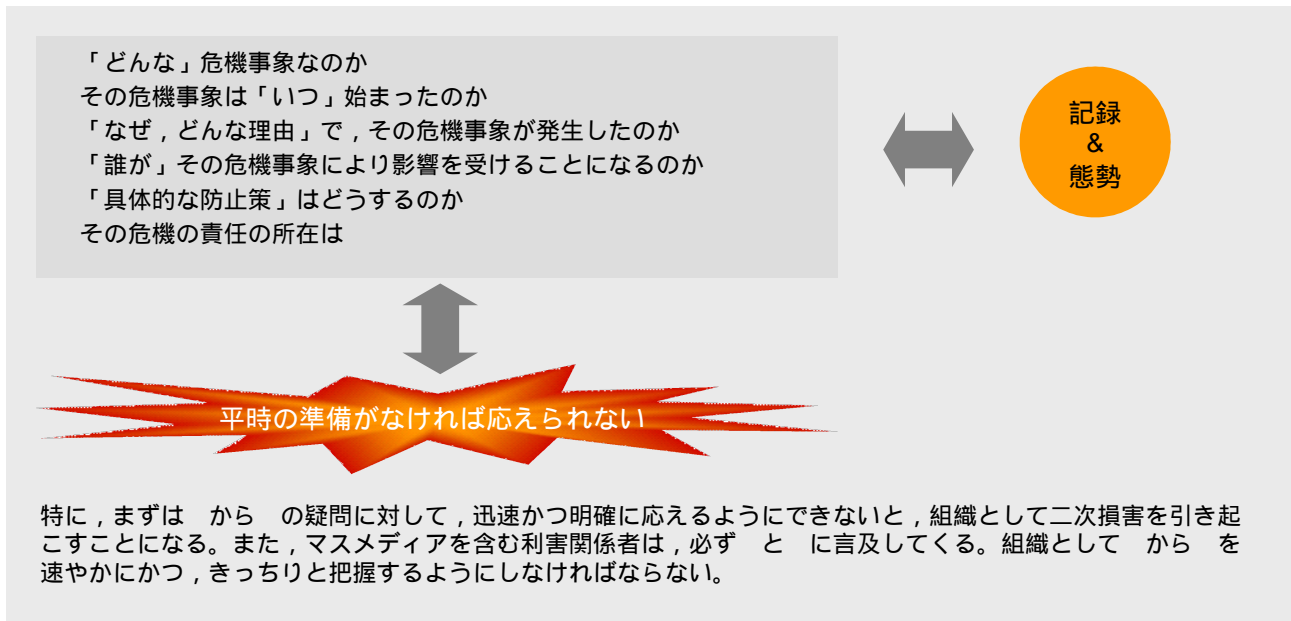 「どんな」危機事象なのか
その危機事象は「いつ」始まったのか
「なぜ，どんな理由」で，その危機事象が発生したのか
「誰が」その危機事象により影響を受けることになるのか
「具体的な防止策」はどうするのか
その危機の責任の所在は
記録
&
態勢
平時の準備がなければ応えられない
特に，まずは　から　の疑問に対して，迅速かつ明確に応えるようにできないと，組織として二次損害を引き起
こすことになる。また，マスメディアを含む利害関係者は，必ず　と　に言及してくる。組織として　から　を
速やかにかつ，きっちりと把握するようにしなければならない。